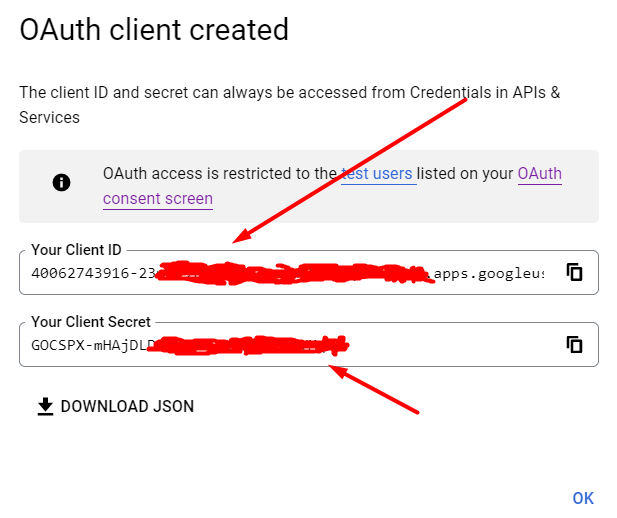 OAuth client created
The client ID and secret can always be accessed from Credentials in APIs &
Services
OAuth access is restricted to the test users listed on your OAuth
consent screen
Your Client ID
40062743916-23 .apps.googleus
Your Client Secret
GOCSPX-mHAjDLD
DOWNLOAD JSON
OK